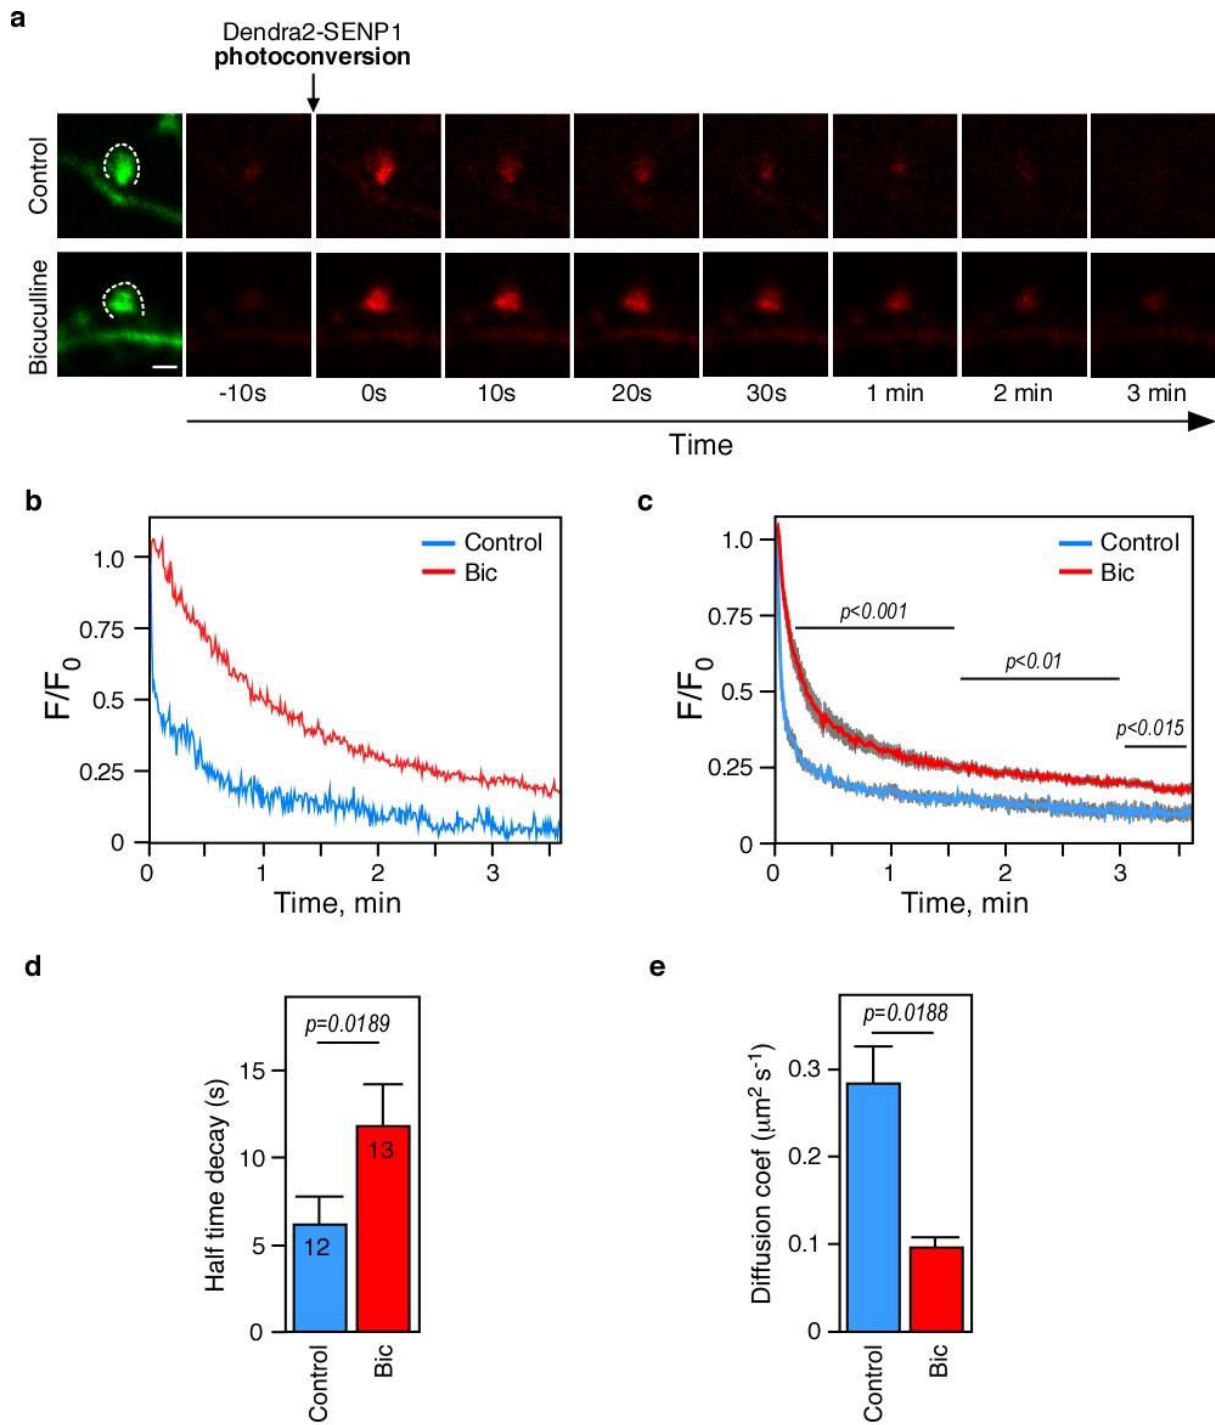 a
Dendra2-SENP1
photoconversion
Control
Bicuculline
-10s 0s 10s 20s 30s 1 min 2 min 3 min
Time
b
F/F0
1.0
0.75
0.5
0.25
0
Control
Bic
0 1 2 3
Time, min
c
F/F0
1.0
0.75
0.5
0.25
0
Control
Bic
p<0.001
p<0.01
p<0.015
0 1 2 3
Time, min
d
Half time decay (s)
15
10
5
0
p=0.0189
12
13
Control
Bic
e
Diffusion coef (μm² s⁻¹)
0.3
0.2
0.1
0
p=0.0188
Control
Bic